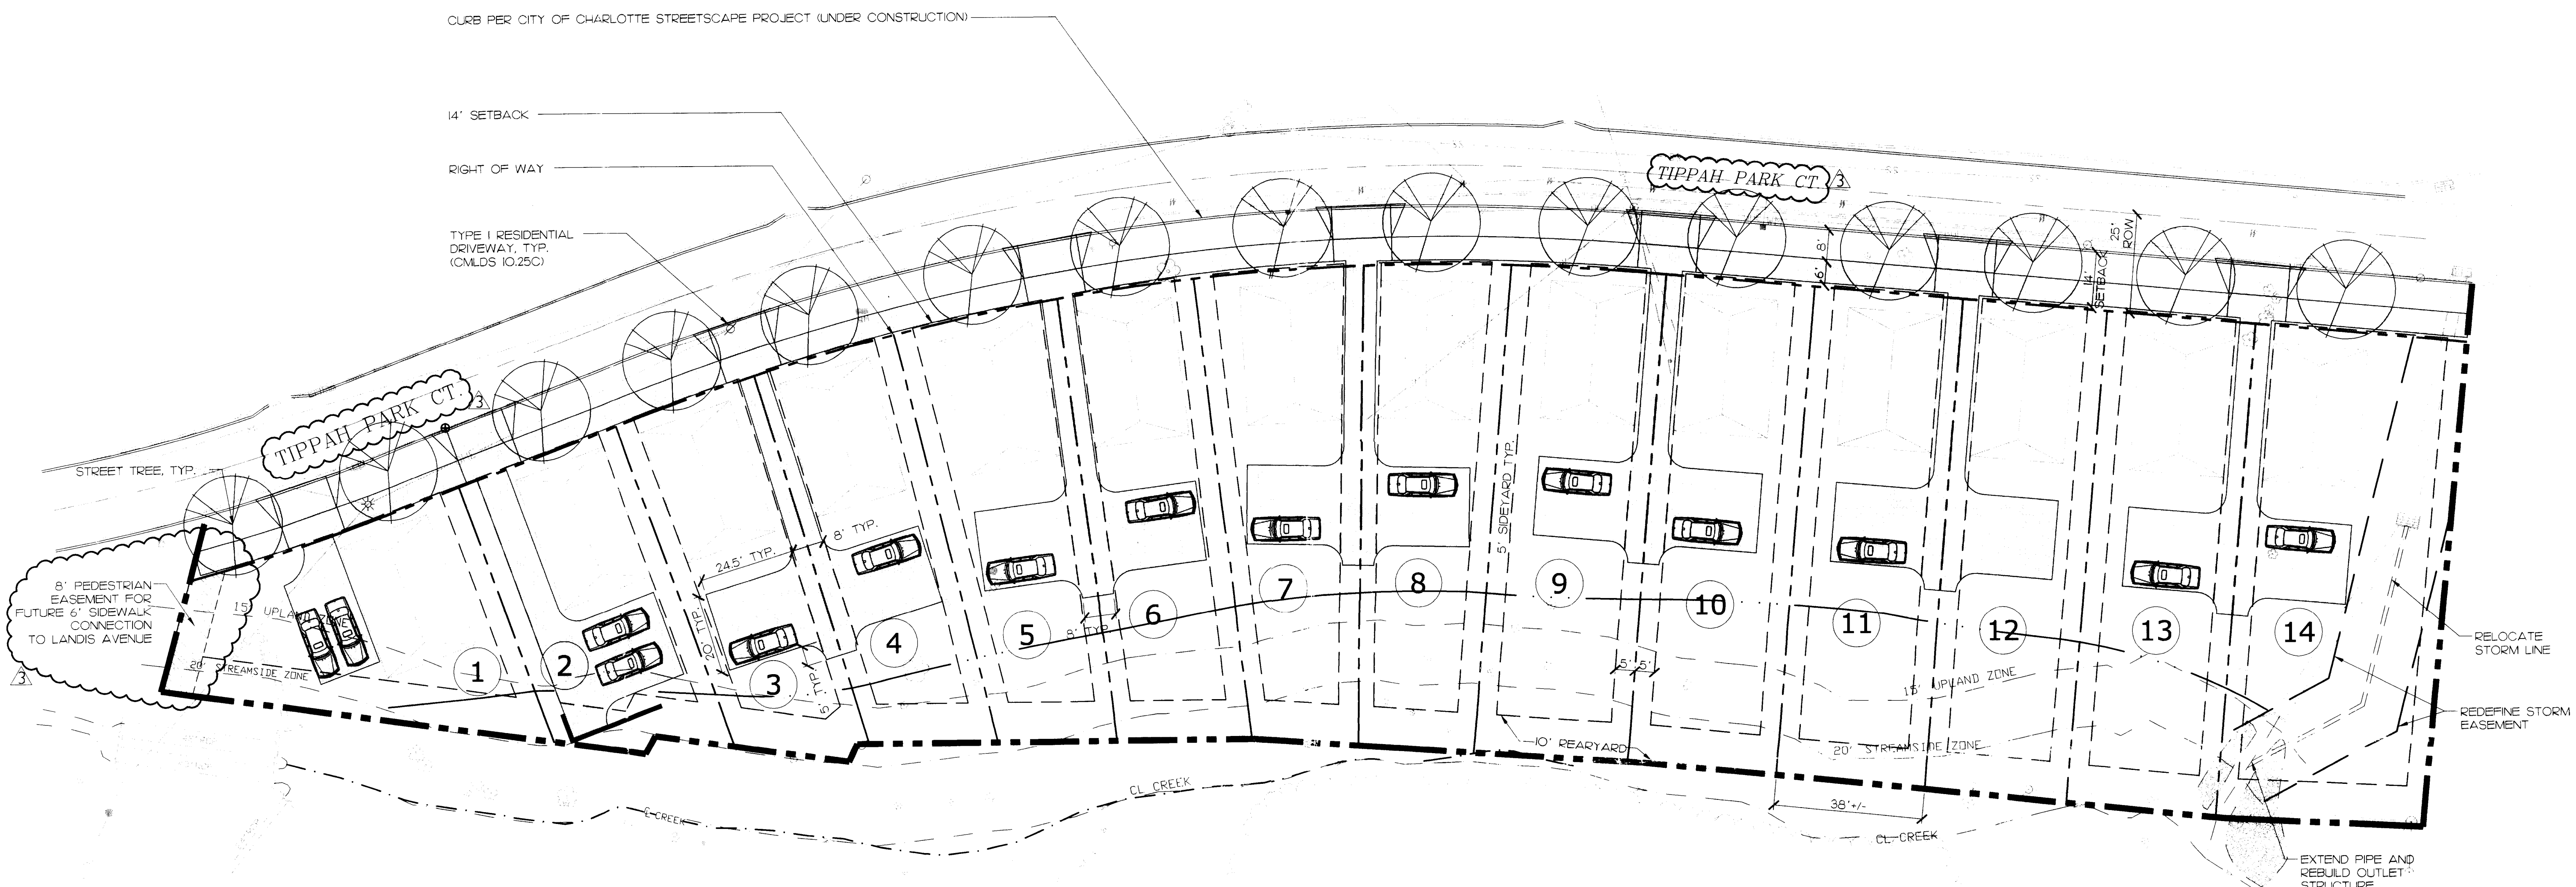 CURB PER CITY OF CHARLOTTE STREETSCAPE PROJECT (UNDER CONSTRUCTION)
14' SETBACK
RIGHT OF WAY
TYPE I RESIDENTIAL
DRIVEWAY, TYP.
(CMLDS 10.25C)
TIPPAH PARK CT.
3
TIPPAH PARK CT.
3
STREET TREE, TYP.
8'
6'
14'
SETBACK
25'
ROW
8' PEDESTRIAN
EASEMENT FOR
FUTURE 6' SIDEWALK
CONNECTION
TO LANDIS AVENUE
3
15' UPLAND ZONE
20' STREAMSIDE ZONE
24.5' TYP.
8' TYP.
20' TYP.
5' TYP.
8' TYP.
5' SIDEYARD TYP.
1
2
3
4
5
6
7
8
9
10
11
12
13
14
5'
5'
10' REARYARD
15' UPLAND ZONE
20' STREAMSIDE ZONE
38'+/-
CL CREEK
CL CREEK
RELOCATE
STORM LINE
REDEFINE STORM
EASEMENT
EXTEND PIPE AND
REBUILD OUTLET
STRUCTURE